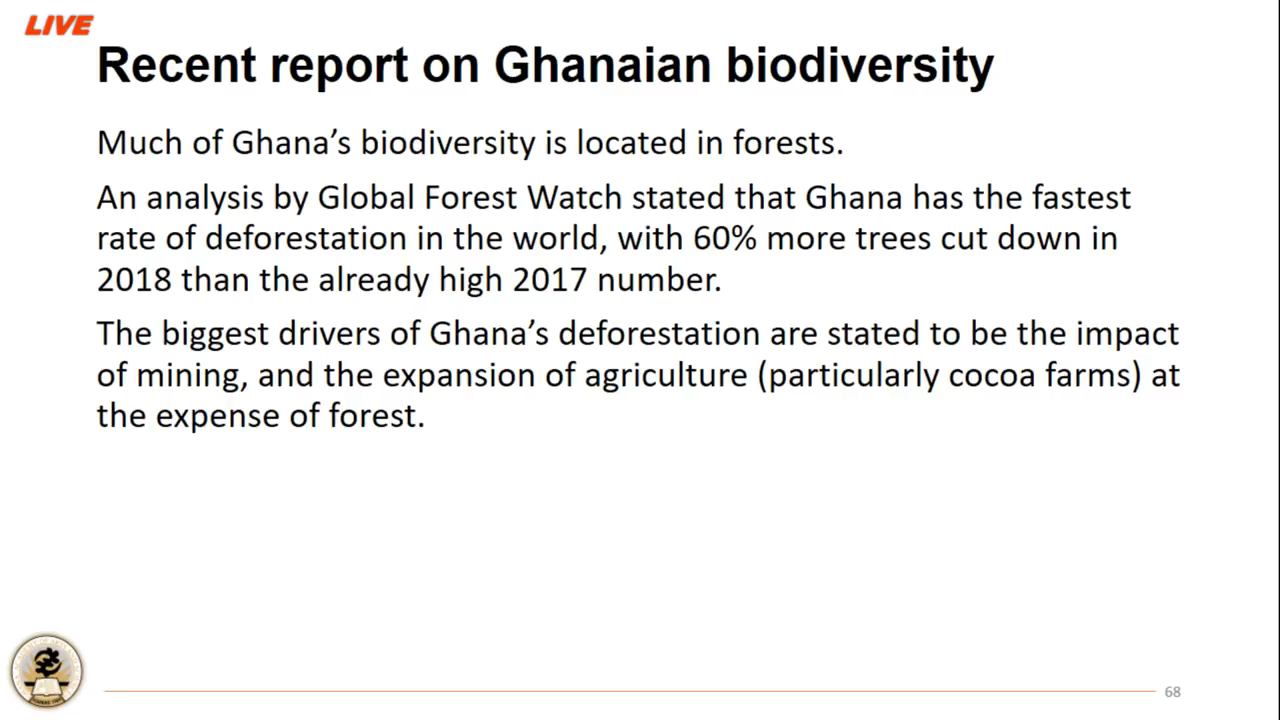 LIVE
Recent report on Ghanaian biodiversity
Much of Ghana’s biodiversity is located in forests.
An analysis by Global Forest Watch stated that Ghana has the fastest
rate of deforestation in the world, with 60% more trees cut down in
2018 than the already high 2017 number.
The biggest drivers of Ghana’s deforestation are stated to be the impact
of mining, and the expansion of agriculture (particularly cocoa farms) at
the expense of forest.
68